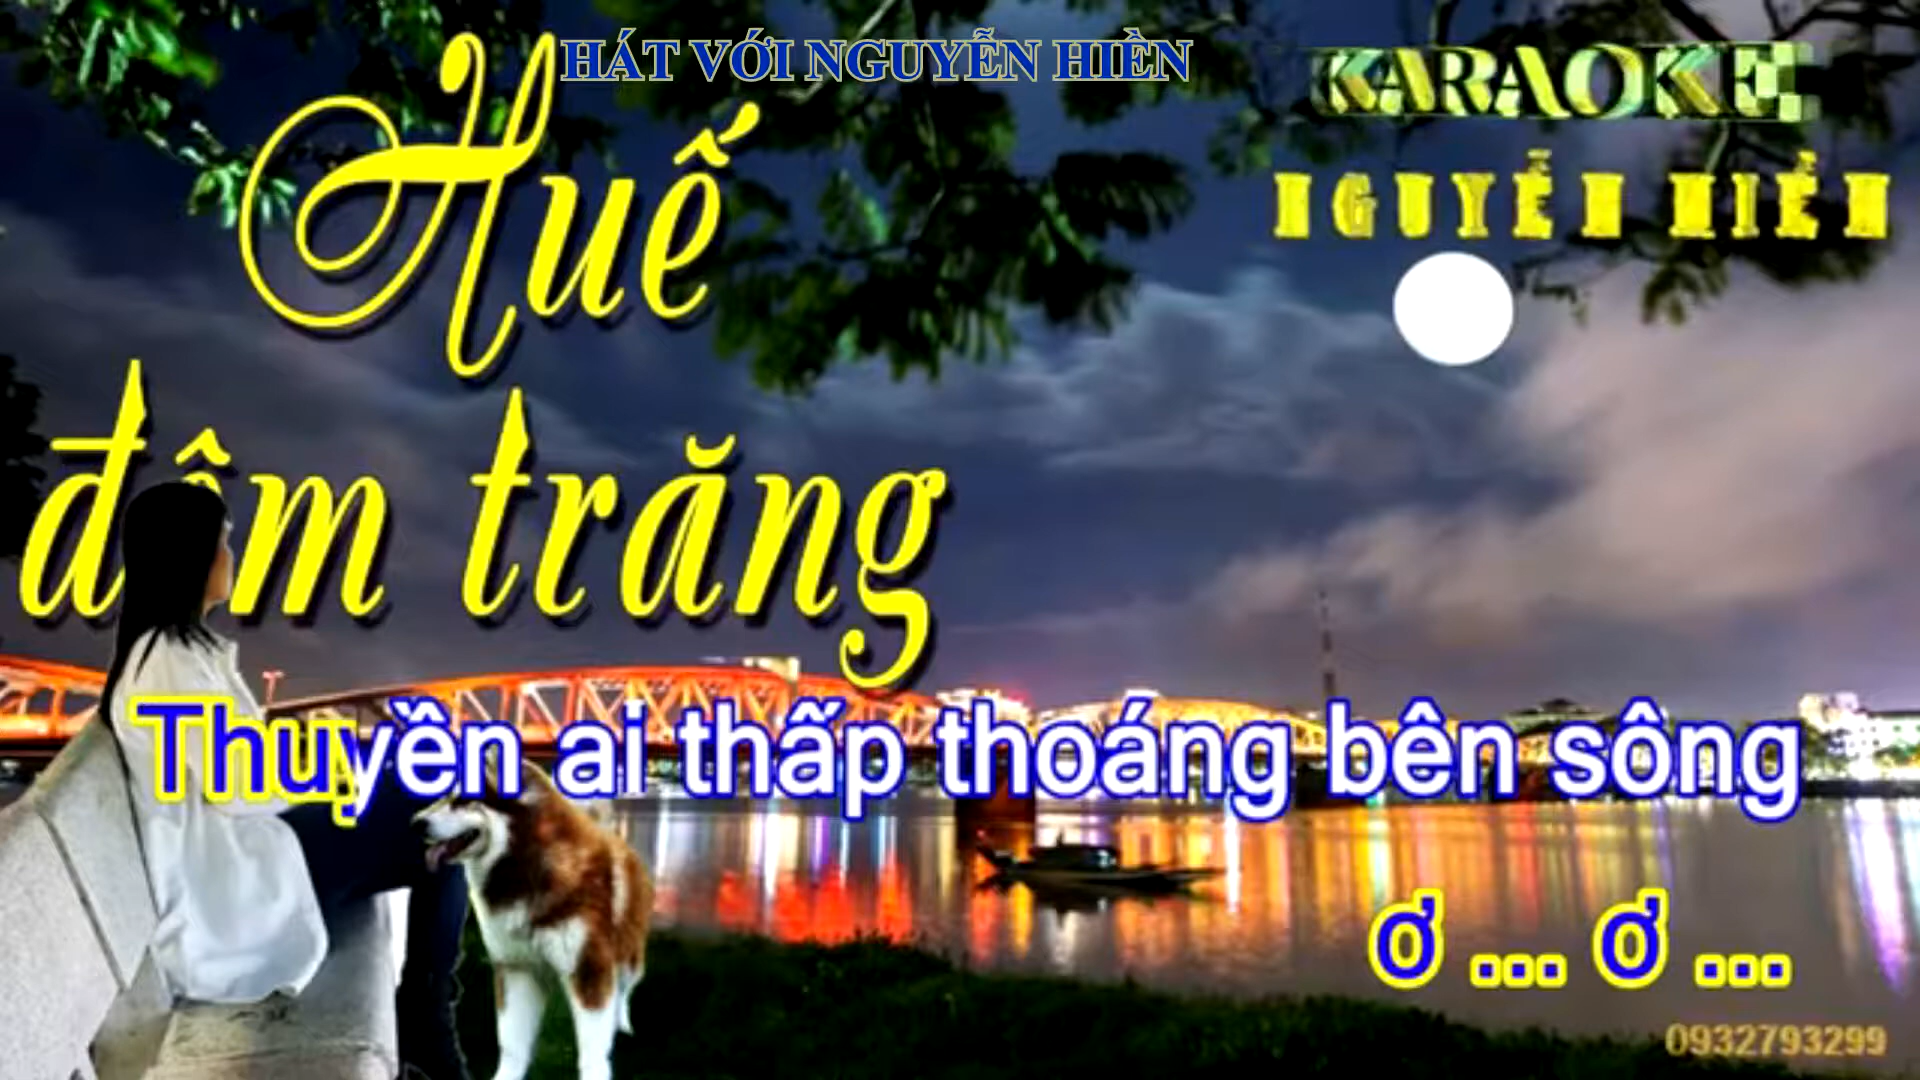 HÁT VỚI NGUYỄN HIỀN
KARAOKE
NGUYỄN HIỀN
Huế
đêm trăng
Thuyền ai thấp thoáng bên sông
ơ ... ơ ...
0932793299